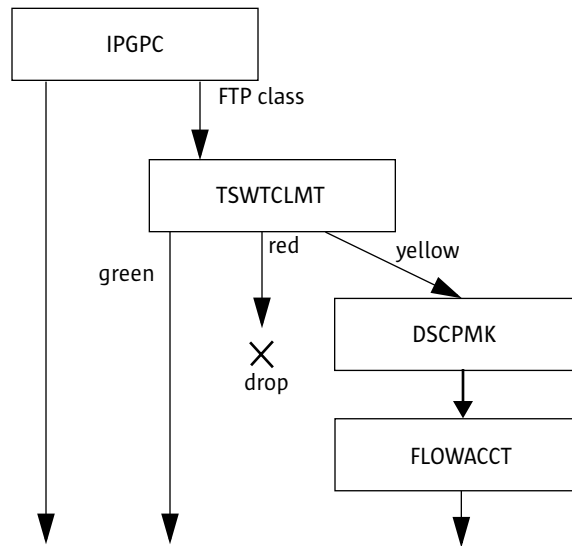 IPGPC
FTP class
TSWTCLMT
red
yellow
green
DSCPMK
drop
FLOWACCT